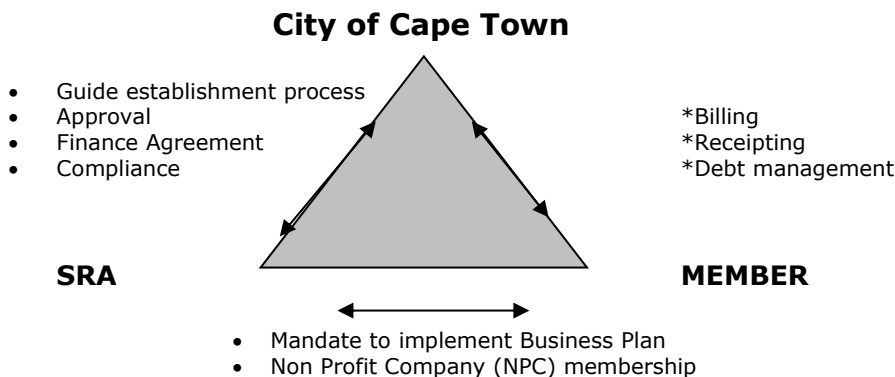 City of Cape Town
• Guide establishment process
• Approval
• Finance Agreement
• Compliance
*Billing
*Receipting
*Debt management
SRA
MEMBER
• Mandate to implement Business Plan
• Non Profit Company (NPC) membership